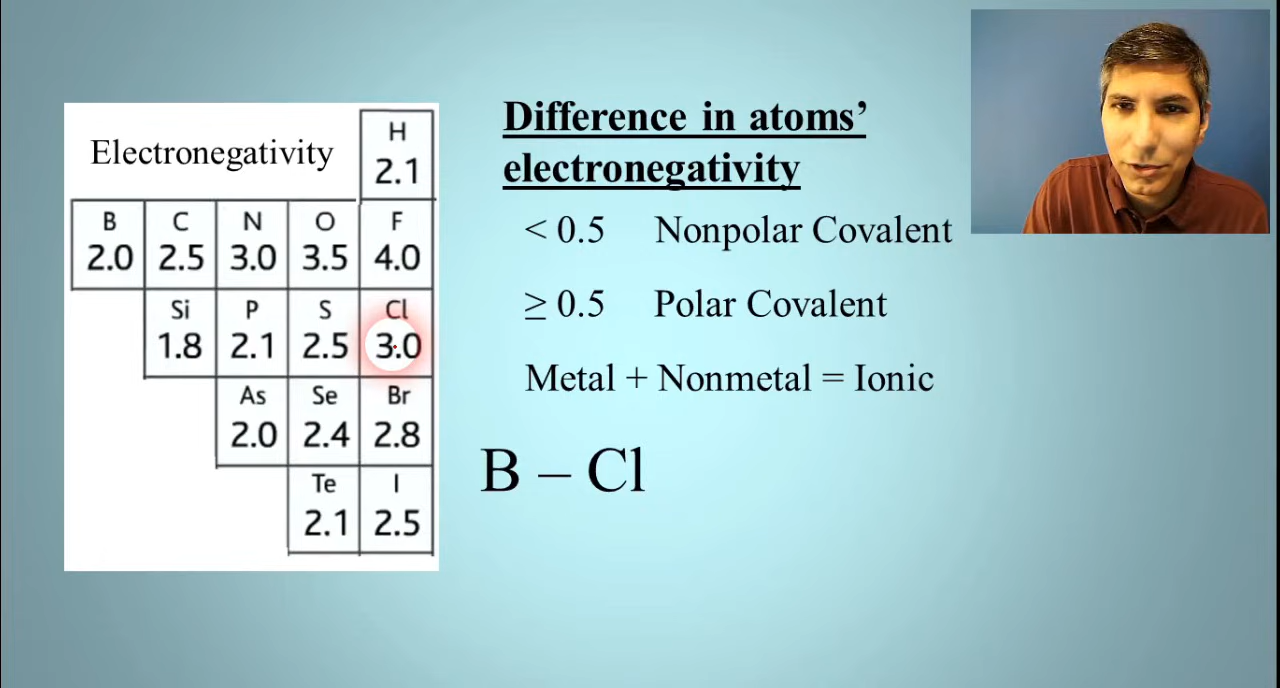 Electronegativity
H
2.1
B C N O F
2.0 2.5 3.0 3.5 4.0
Si P S Cl
1.8 2.1 2.5 3.0
As Se Br
2.0 2.4 2.8
Te I
2.1 2.5
Difference in atoms’
electronegativity
< 0.5 Nonpolar Covalent
≥ 0.5 Polar Covalent
Metal + Nonmetal = Ionic
B – Cl